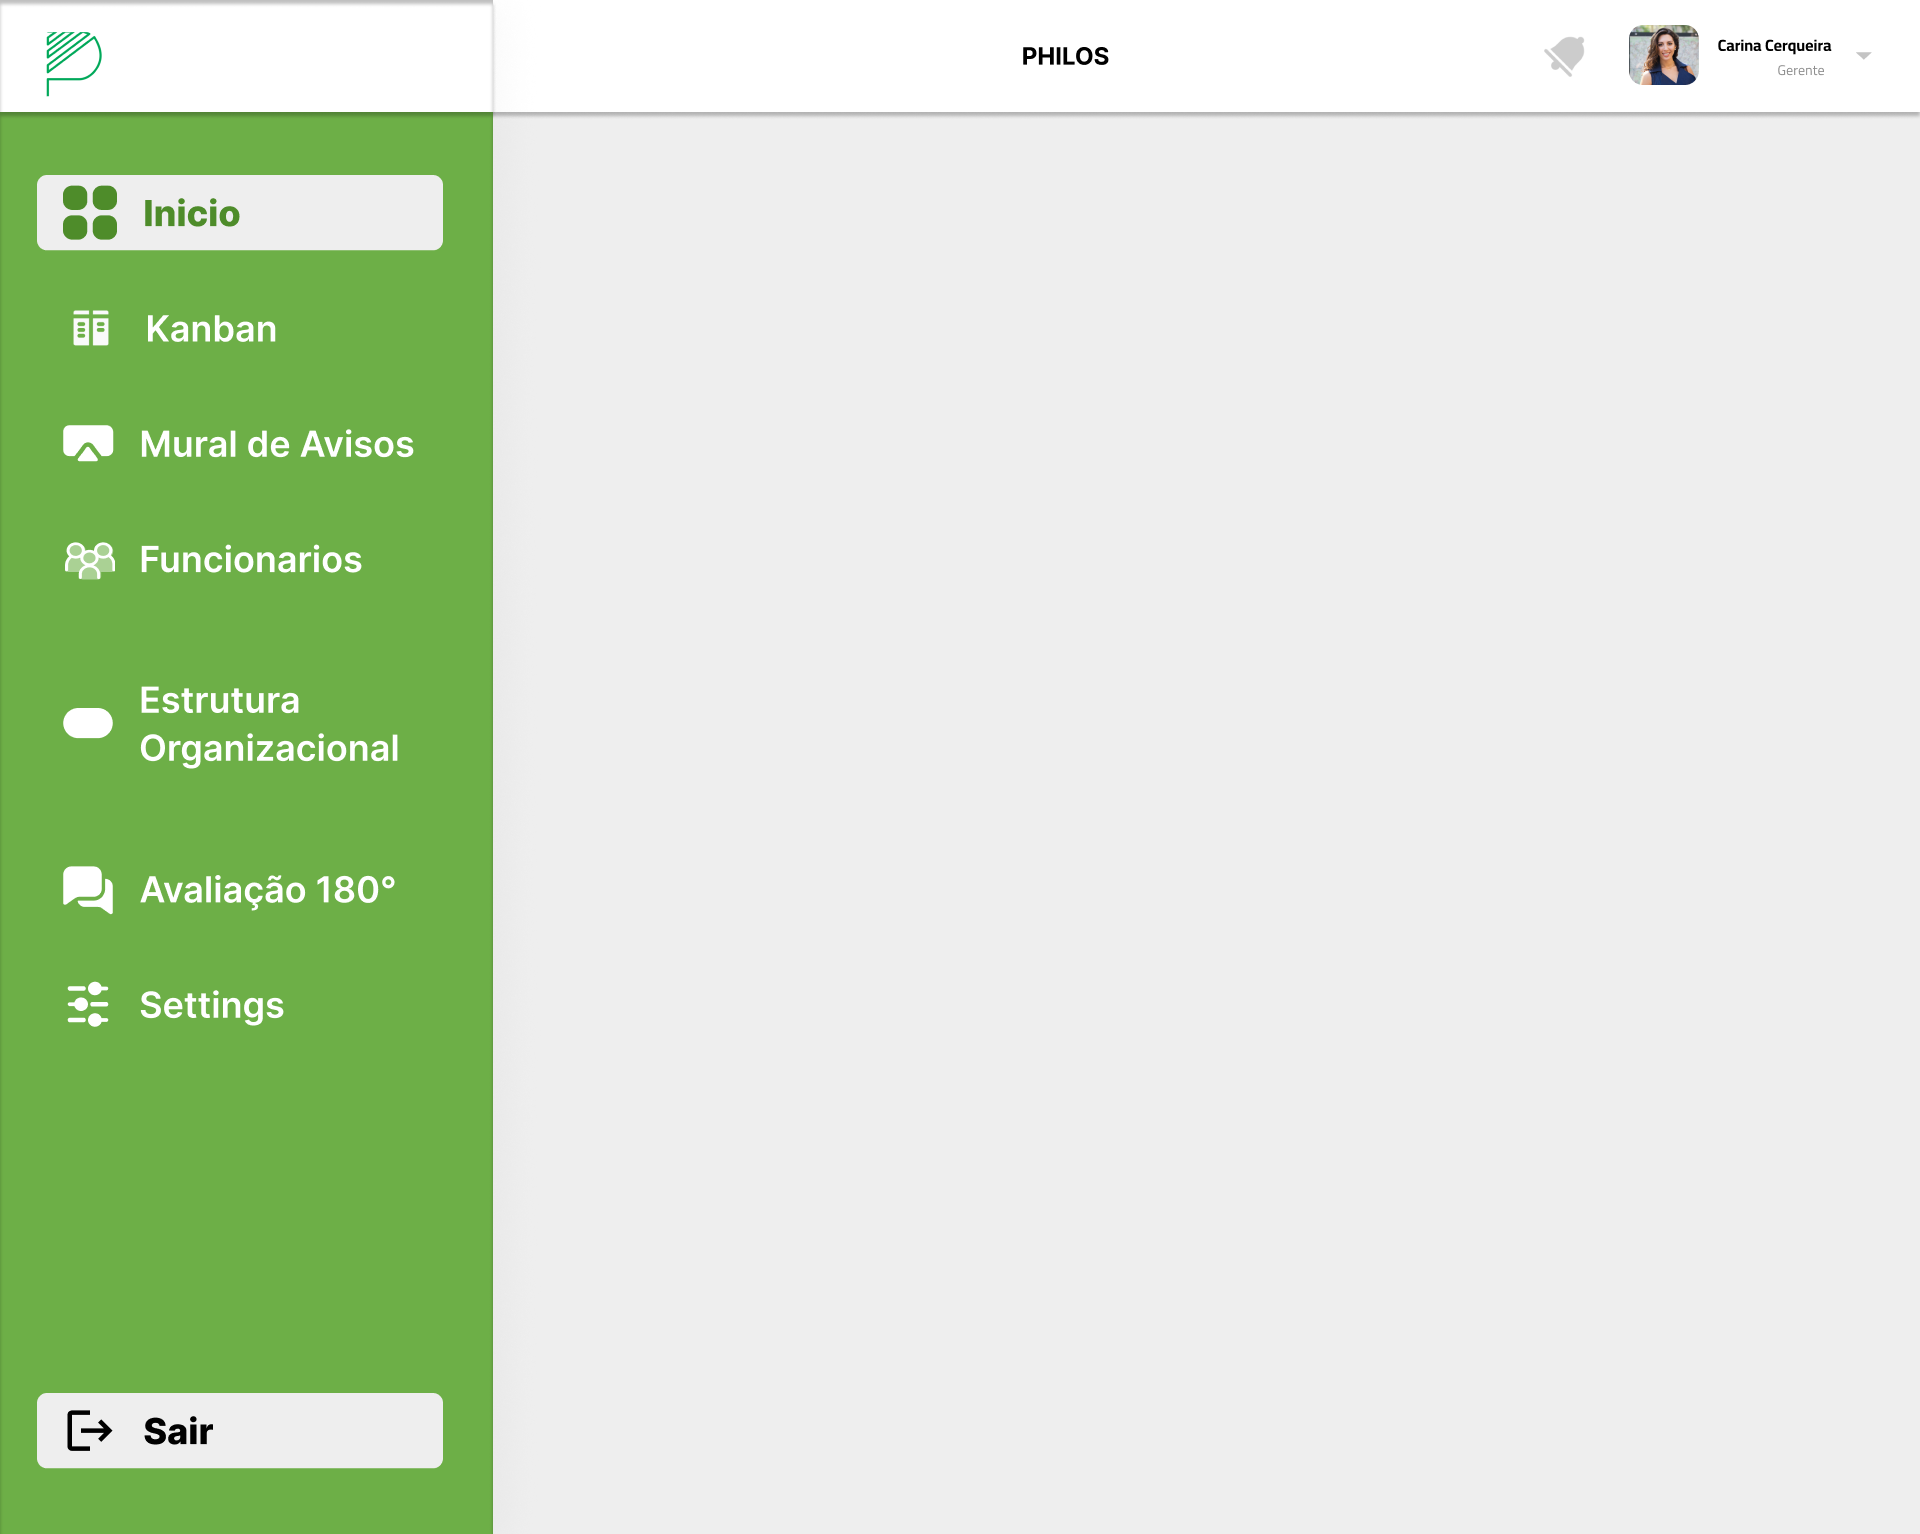 PHILOS
Carina Cerqueira
Gerente
Inicio
Kanban
Mural de Avisos
Funcionarios
Estrutura
Organizacional
Avaliação 180°
Settings
Sair